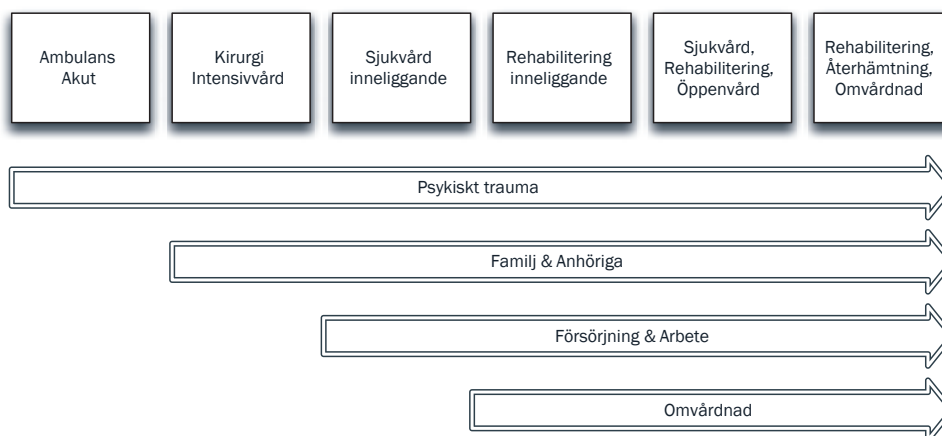 Ambulans
Akut
Kirurgi
Intensivvård
Sjukvård
inneliggande
Rehabilitering
inneliggande
Sjukvård,
Rehabilitering,
Öppenvård
Rehabilitering,
Återhämtning,
Omvårdnad
Psykiskt trauma
Familj & Anhöriga
Försörjning & Arbete
Omvårdnad